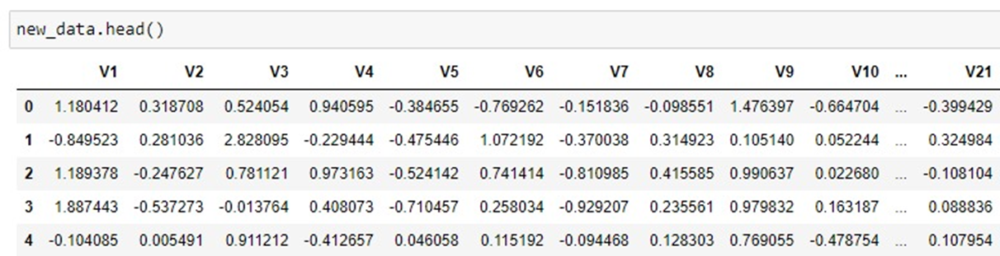 new_data.head()
V1 V2 V3 V4 V5 V6 V7 V8 V9 V10 ... V21
0 1.180412 0.318708 0.524054 0.940595 -0.384655 -0.769262 -0.151836 -0.098551 1.476397 -0.664704 ... -0.399429
1 -0.849523 0.281036 2.828095 -0.229444 -0.475446 1.072192 -0.370038 0.314923 0.105140 0.052244 ... 0.324984
2 1.189378 -0.247627 0.781121 0.973163 -0.524142 0.741414 -0.810985 0.415585 0.990637 0.022680 ... -0.108104
3 1.887443 -0.537273 -0.013764 0.408073 -0.710457 0.258034 -0.929207 0.235561 0.979832 0.163187 ... 0.088836
4 -0.104085 0.005491 0.911212 -0.412657 0.046058 0.115192 -0.094468 0.128303 0.769055 -0.478754 ... 0.107954